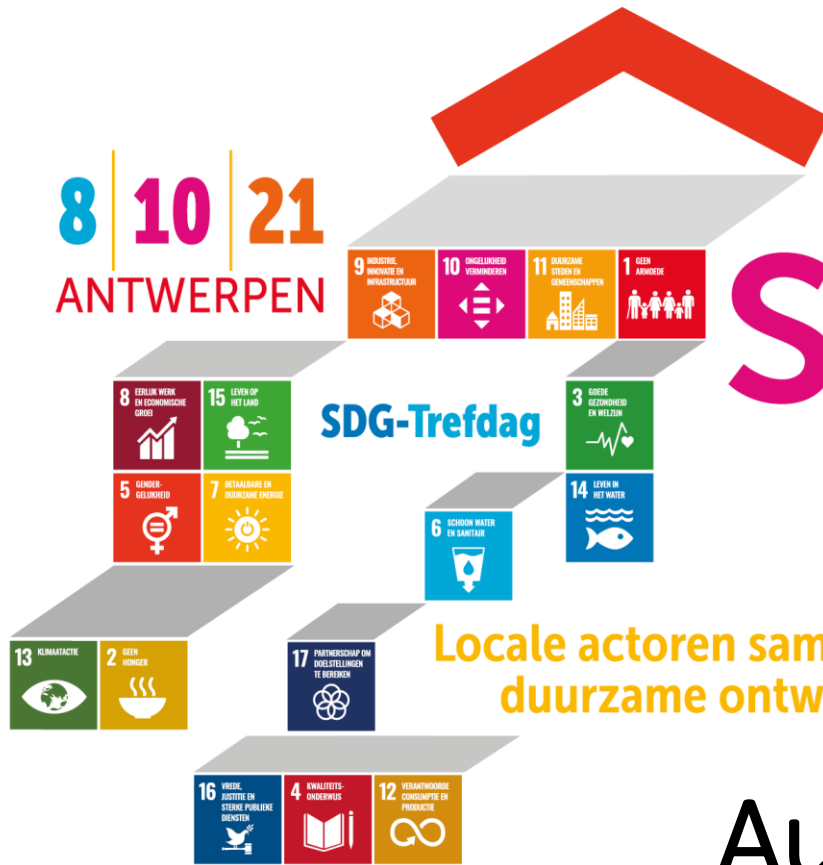 8 10 21
ANTWERPEN
S
9 INDUSTRIE,
INNOVATIE EN
INFRASTRUCTUUR
10 ONGELIJKHEID
VERMINDEREN
11 DUURZAME
STEDEN EN
GEMEENSCHAPPEN
1 GEEN
ARMOEDE
8 EERLIJK WERK
EN ECONOMISCHE
GROEI
15 LEVEN OP
HET LAND
SDG-Trefdag
3 GOEDE
GEZONDHEID
EN WELZIJN
5 GENDER-
GELIJKHEID
7 BETAALBARE EN
DUURZAME ENERGIE
14 LEVEN IN
HET WATER
6 SCHOON WATER
EN SANITAIR
13 KLIMAATACTIE
2 GEEN
HONGER
17 PARTNERSCHAP OM
DOELSTELLINGEN
TE BEREIKEN
Locale actoren sam
duurzame ontw
16 VREDE,
JUSTITIE EN
STERKE PUBLIEKE
DIENSTEN
4 KWALITEITS-
ONDERWIJS
12 VERANTWOORDE
CONSUMPTIE EN
PRODUCTIE
Au